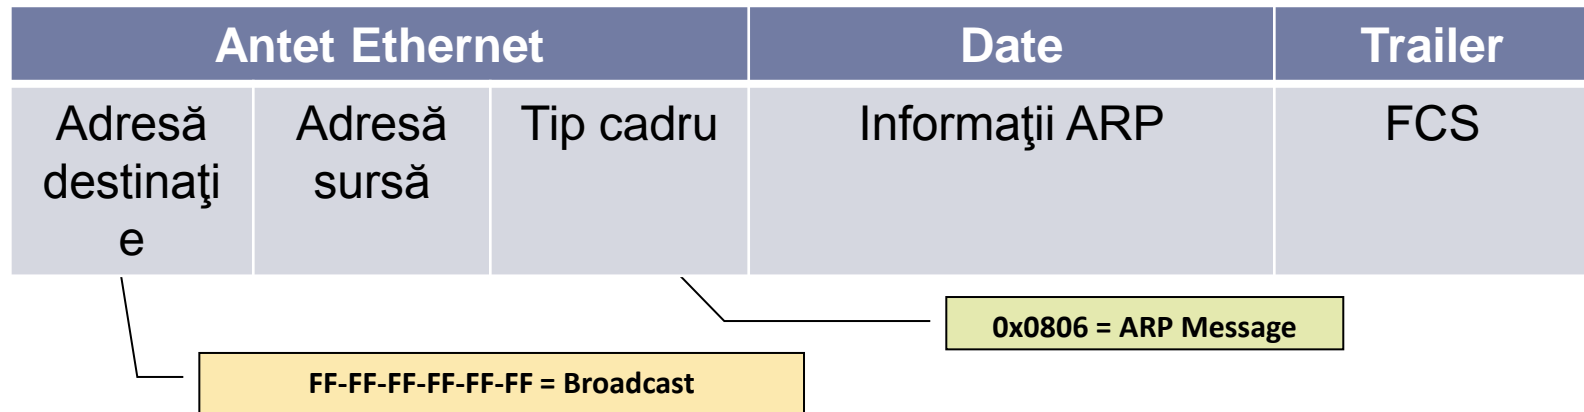 Antet Ethernet Date Trailer
Adresă Adresă Tip cadru Informaţii ARP FCS
destinaţi sursă
e
0x0806 = ARP Message
FF-FF-FF-FF-FF-FF = Broadcast